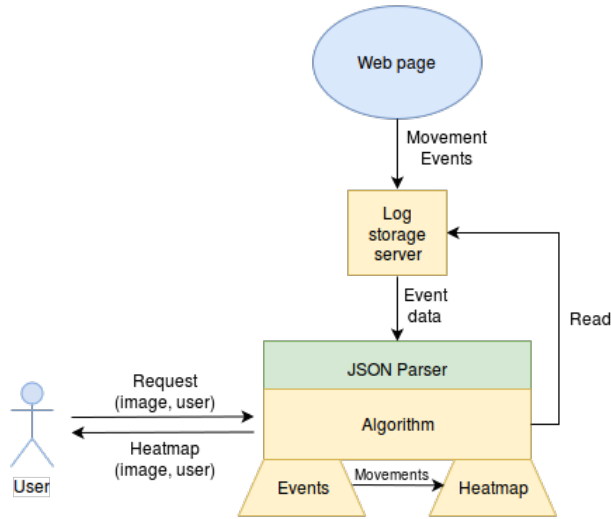 Web page
Movement
Events
Log
storage
server
Event
data
Read
JSON Parser
Request
(image, user)
Algorithm
Heatmap
(image, user)
User
Events
Movements
Heatmap